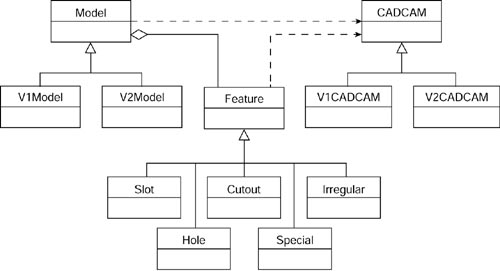 Model
CADCAM
V1Model
V2Model
Feature
V1CADCAM
V2CADCAM
Slot
Cutout
Irregular
Hole
Special